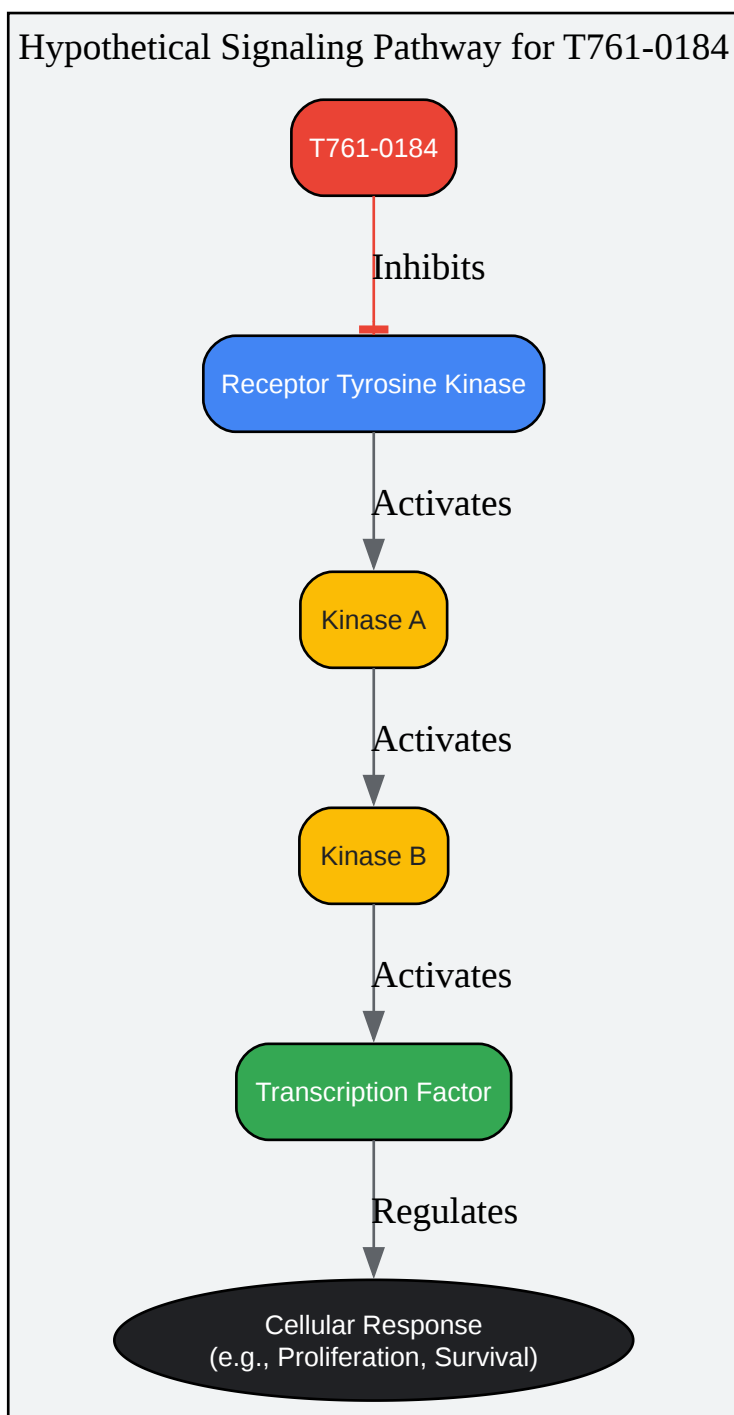 Hypothetical Signaling Pathway for T761-0184
T761-0184
Inhibits
Receptor Tyrosine Kinase
Activates
Kinase A
Activates
Kinase B
Activates
Transcription Factor
Regulates
Cellular Response
(e.g., Proliferation, Survival)